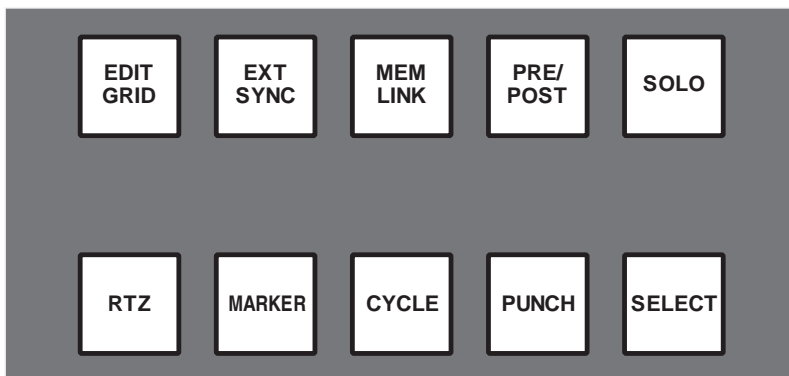 EDIT
GRID
EXT
SYNC
MEM
LINK
PRE/
POST
SOLO
RTZ
MARKER
CYCLE
PUNCH
SELECT